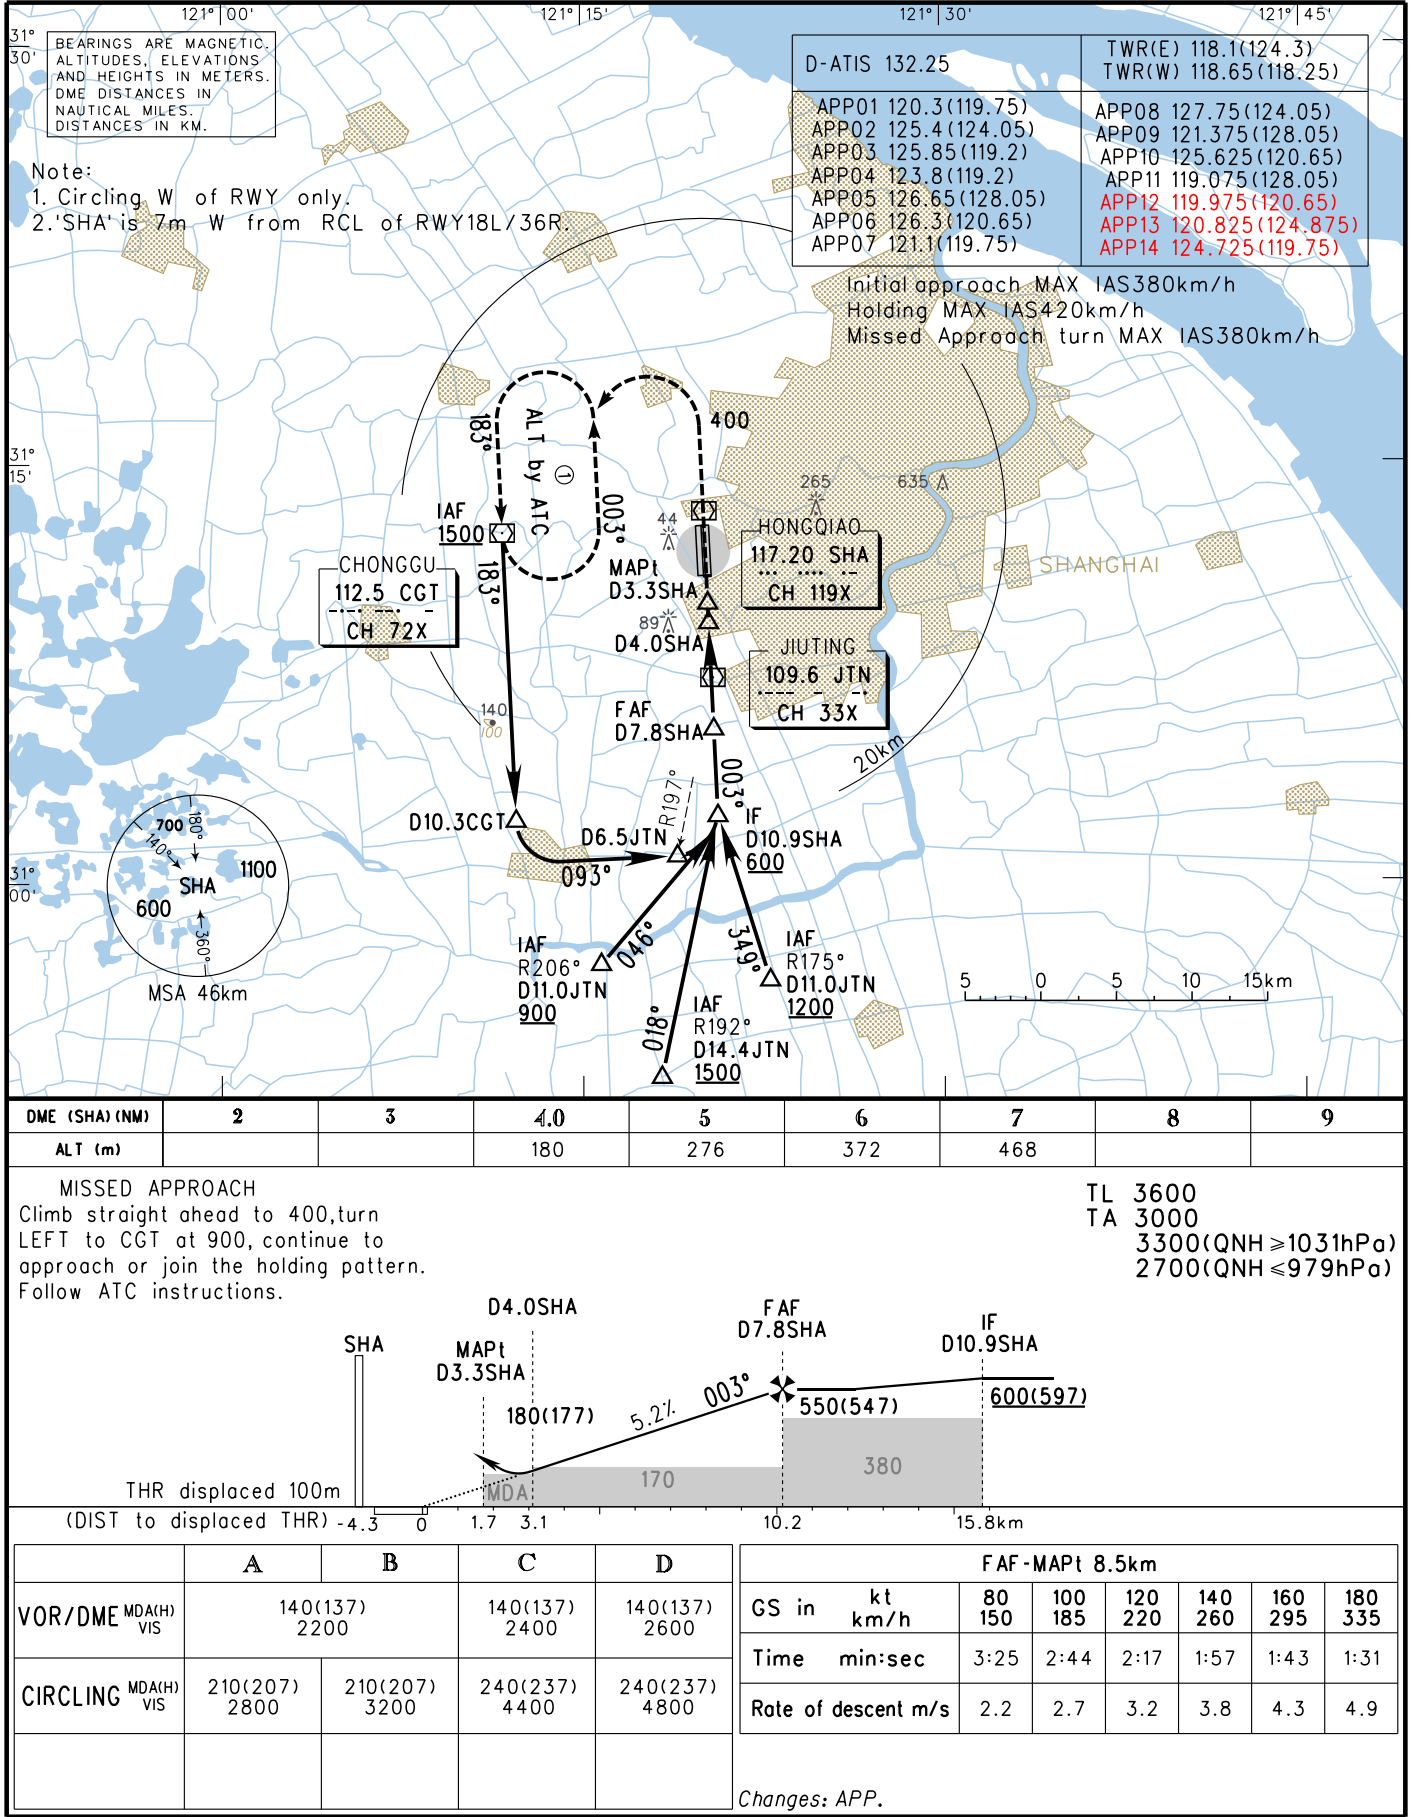 121° 00'
121° 15'
121° 30'
121° 45'
31°
30'
BEARINGS ARE MAGNETIC.
ALTITUDES, ELEVATIONS
AND HEIGHTS IN METERS.
DME DISTANCES IN
NAUTICAL MILES.
DISTANCES IN KM.
Note:
1. Circling W of RWY only.
2.'SHA' is 7m W from RCL of RWY18L/36R.
D-ATIS 132.25
TWR(E) 118.1(124.3)
TWR(W) 118.65(118.25)
APP01 120.3(119.75)
APP02 125.4(124.05)
APP03 125.85(119.2)
APP04 123.8(119.2)
APP05 126.65(128.05)
APP06 126.3(120.65)
APP07 121.1(119.75)
APP08 127.75(124.05)
APP09 121.375(128.05)
APP10 125.625(120.65)
APP11 119.075(128.05)
APP12 119.975(120.65)
APP13 120.825(124.875)
APP14 124.725(119.75)
Initial approach MAX IAS380km/h
Holding MAX IAS420km/h
Missed Approach turn MAX IAS380km/h
400
183°
ALT by ATC
①
003°
31°
15'
265
635
44
IAF
1500
183°
CHONGGU
112.5 CGT
CH 72X
MAPt
D3.3SHA
HONGQIAO
117.20 SHA
CH 119X
SHANGHAI
89
D4.0SHA
JIUTING
109.6 JTN
CH 33X
140
100
FAF
D7.8SHA
20km
003°
R197°
D10.3CGT
D6.5JTN
IF
D10.9SHA
600
093°
700
180°
140°
1100
SHA
600
360°
MSA 46km
31°
00'
IAF
R206°
D11.0JTN
900
046°
349°
IAF
R175°
D11.0JTN
1200
018°
IAF
R192°
D14.4JTN
1500
5 0 5 10 15km
DME (SHA)(NM) 2 3 4.0 5 6 7 8 9
ALT (m) 180 276 372 468
MISSED APPROACH
Climb straight ahead to 400,turn
LEFT to CGT at 900, continue to
approach or join the holding pattern.
Follow ATC instructions.
TL 3600
TA 3000
3300(QNH ≥1031hPa)
2700(QNH ≤979hPa)
SHA
MAPt
D3.3SHA
D4.0SHA
FAF
D7.8SHA
IF
D10.9SHA
180(177)
5.2%
003°
550(547)
600(597)
MDA
170
380
THR displaced 100m
(DIST to displaced THR) -4.3 0 1.7 3.1 10.2 15.8km
A B C D
VOR/DME MDA(H) 140(137) 140(137) 140(137)
VIS 2200 2400 2600
CIRCLING MDA(H) 210(207) 210(207) 240(237) 240(237)
VIS 2800 3200 4400 4800
FAF-MAPt 8.5km
GS in kt 80 100 120 140 160 180
km/h 150 185 220 260 295 335
Time min:sec 3:25 2:44 2:17 1:57 1:43 1:31
Rate of descent m/s 2.2 2.7 3.2 3.8 4.3 4.9
Changes: APP.